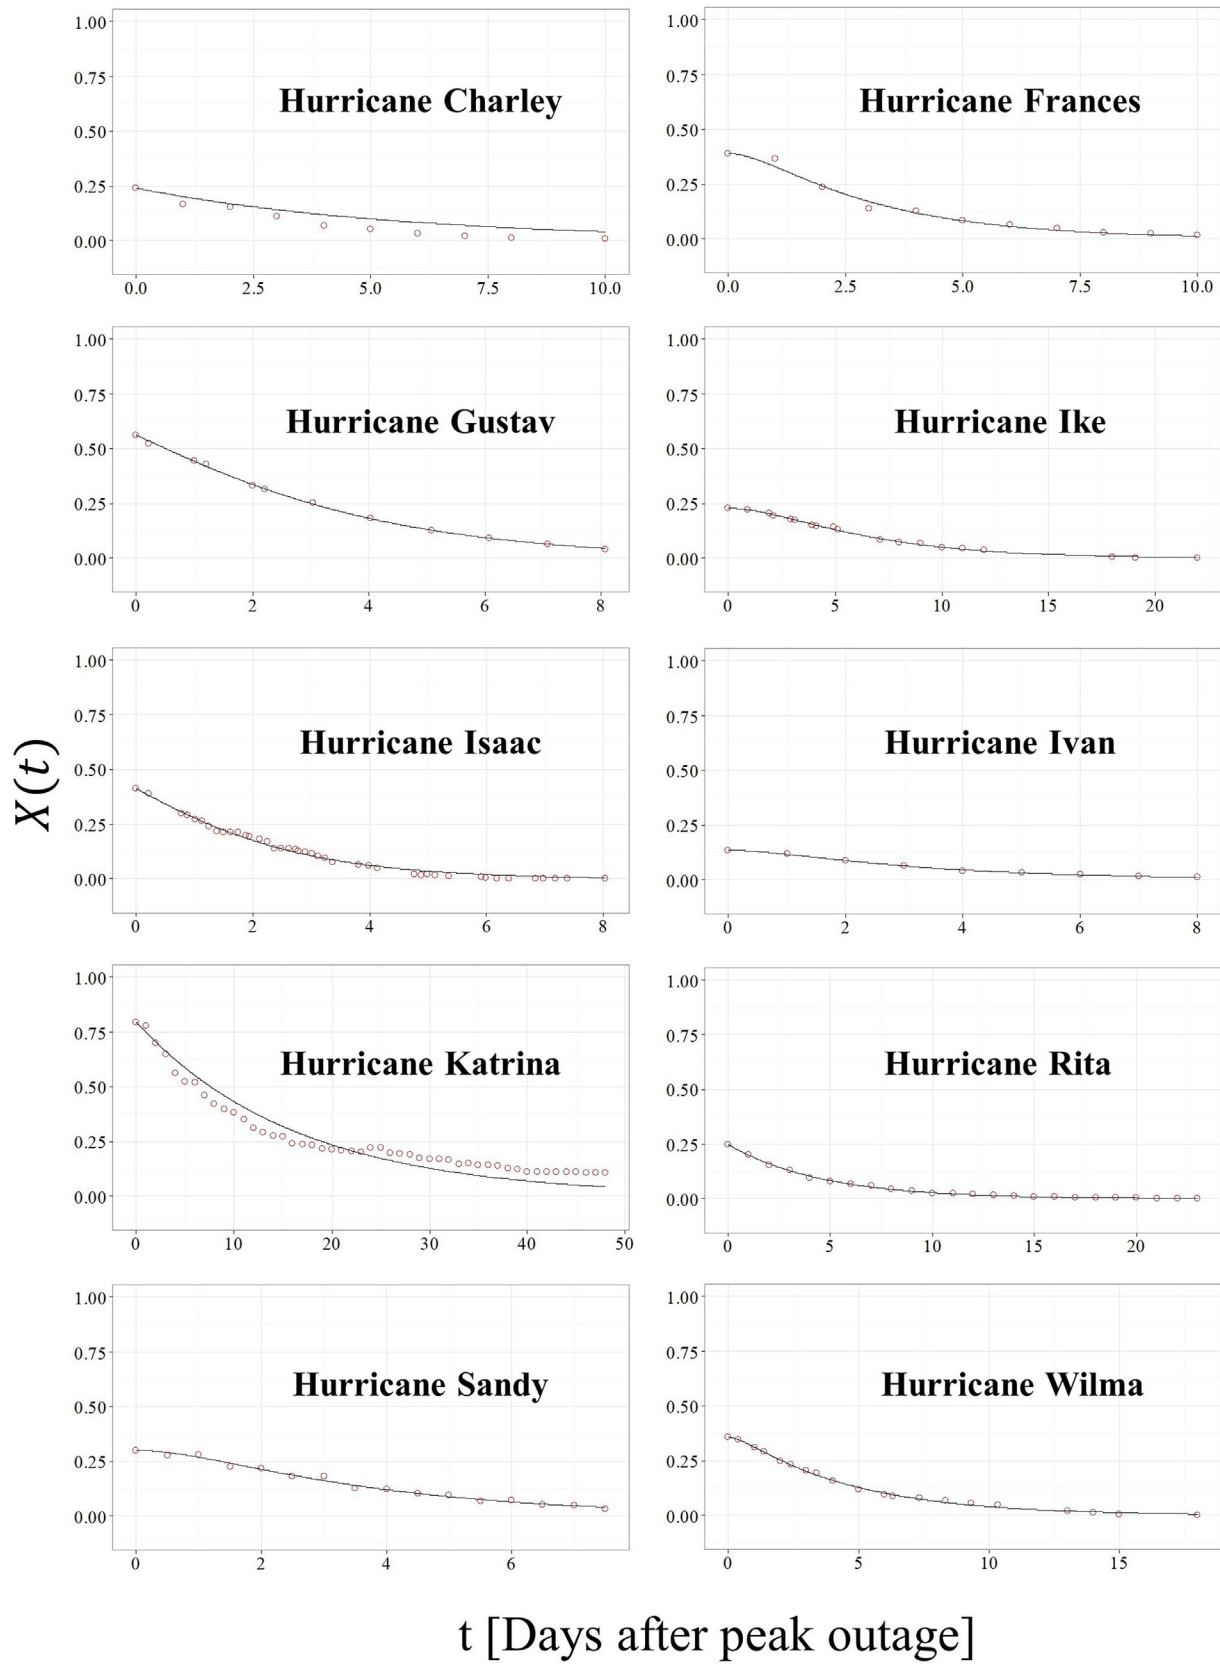 Hurricane Charley
1.00
0.75
0.50
0.25
0.00
0.0 2.5 5.0 7.5 10.0
Hurricane Frances
1.00
0.75
0.50
0.25
0.00
0.0 2.5 5.0 7.5 10.0
Hurricane Gustav
1.00
0.75
0.50
0.25
0.00
0 2 4 6 8
Hurricane Ike
1.00
0.75
0.50
0.25
0.00
0 5 10 15 20
X(t)
Hurricane Isaac
1.00
0.75
0.50
0.25
0.00
0 2 4 6 8
Hurricane Ivan
1.00
0.75
0.50
0.25
0.00
0 2 4 6 8
Hurricane Katrina
1.00
0.75
0.50
0.25
0.00
0 10 20 30 40 50
Hurricane Rita
1.00
0.75
0.50
0.25
0.00
0 5 10 15 20
Hurricane Sandy
1.00
0.75
0.50
0.25
0.00
0 2 4 6
Hurricane Wilma
1.00
0.75
0.50
0.25
0.00
0 5 10 15
t [Days after peak outage]